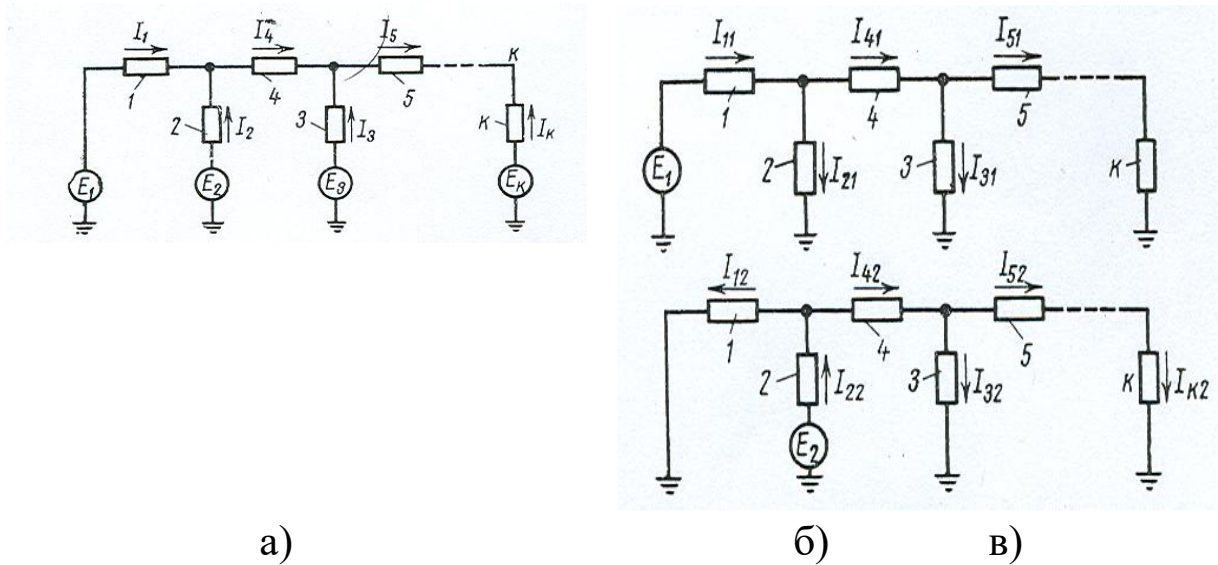 I₁ I₄ I₅ к
1 4 5
2 I₂ 3 I₃ к Iк
E₁ E₂ E₃ Eк
I₁₁ I₄₁ I₅₁
1 4 5
E₁ 2 I₂₁ 3 I₃₁ к
I₁₂ I₄₂ I₅₂
1 4 5
2 I₂₂ 3 I₃₂ к Iк₂
E₂
а) б) в)